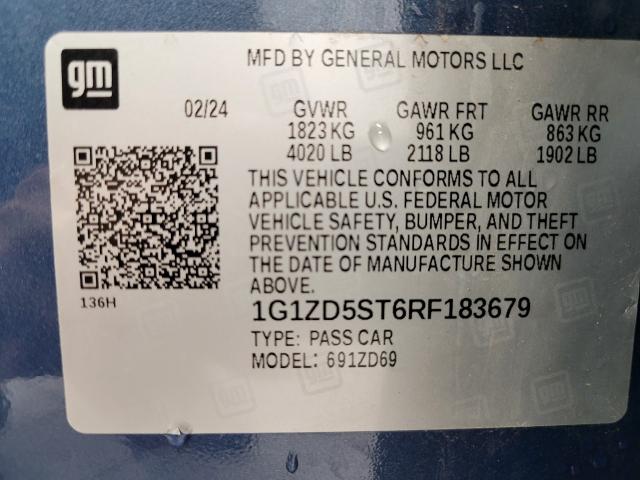 gm
MFD BY GENERAL MOTORS LLC
02/24 GVWR GAWR FRT GAWR RR
1823 KG 961 KG 863 KG
4020 LB 2118 LB 1902 LB
THIS VEHICLE CONFORMS TO ALL
APPLICABLE U.S. FEDERAL MOTOR
VEHICLE SAFETY, BUMPER, AND THEFT
PREVENTION STANDARDS IN EFFECT ON
THE DATE OF MANUFACTURE SHOWN
ABOVE.
136H
1G1ZD5ST6RF183679
TYPE: PASS CAR
MODEL: 691ZD69